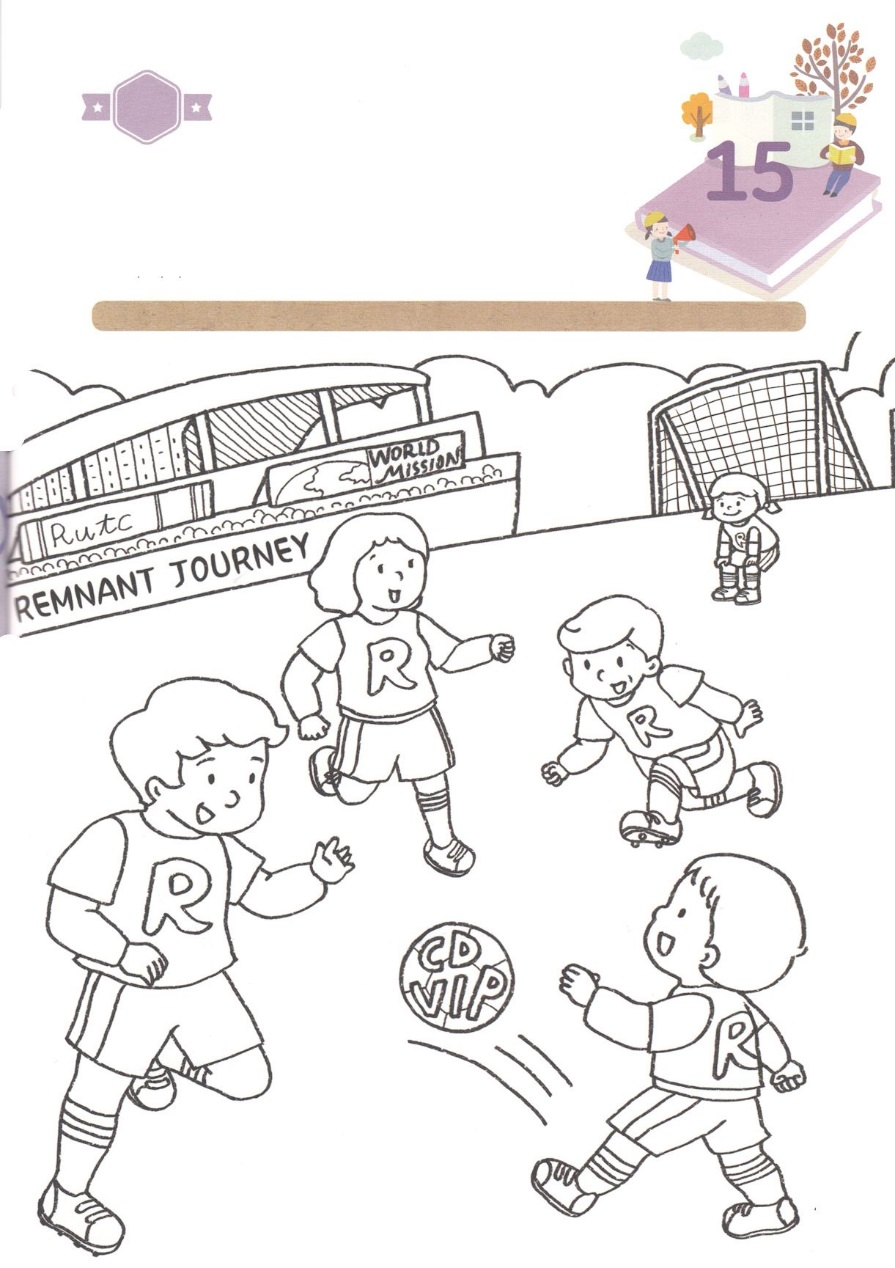 15
WORLD
MISSION
Rutc
REMNANT JOURNEY
R
R
R
R
R
CD
VIP